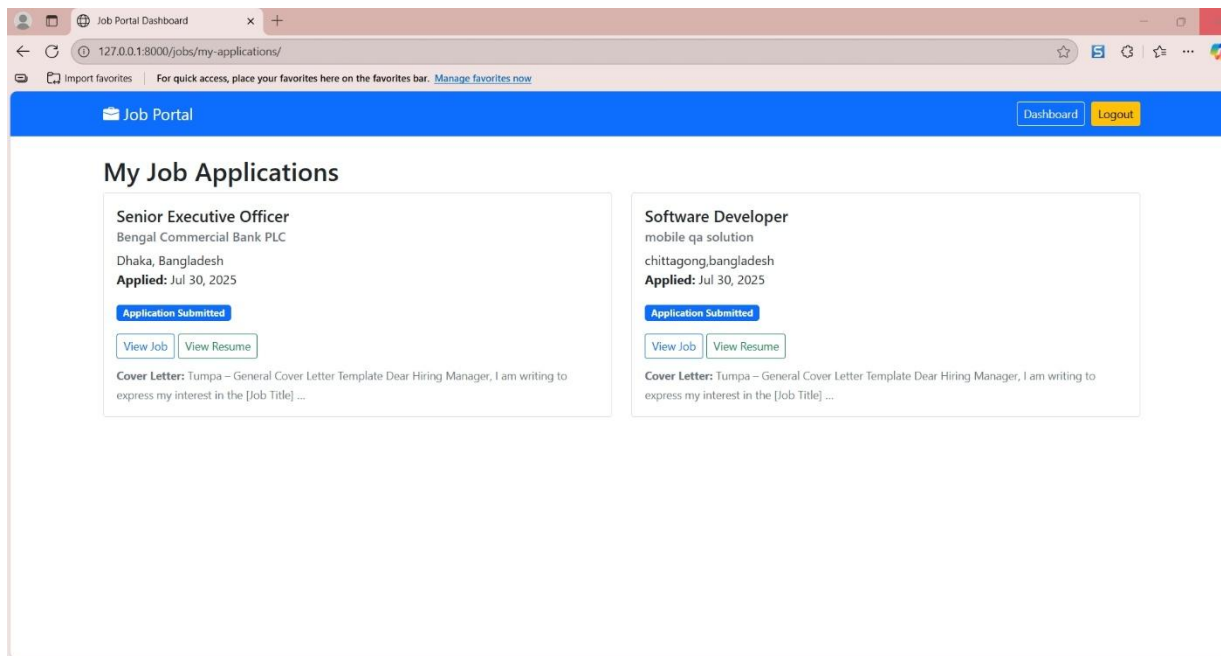 Job Portal Dashboard
127.0.0.1:8000/jobs/my-applications/
Import favorites For quick access, place your favorites here on the favorites bar. Manage favorites now
Job Portal
Dashboard Logout
My Job Applications
Senior Executive Officer
Bengal Commercial Bank PLC
Dhaka, Bangladesh
Applied: Jul 30, 2025
Application Submitted
View Job View Resume
Cover Letter: Tumpa – General Cover Letter Template Dear Hiring Manager, I am writing to
express my interest in the [Job Title] ...
Software Developer
mobile qa solution
chittagong,bangladesh
Applied: Jul 30, 2025
Application Submitted
View Job View Resume
Cover Letter: Tumpa – General Cover Letter Template Dear Hiring Manager, I am writing to
express my interest in the [Job Title] ...